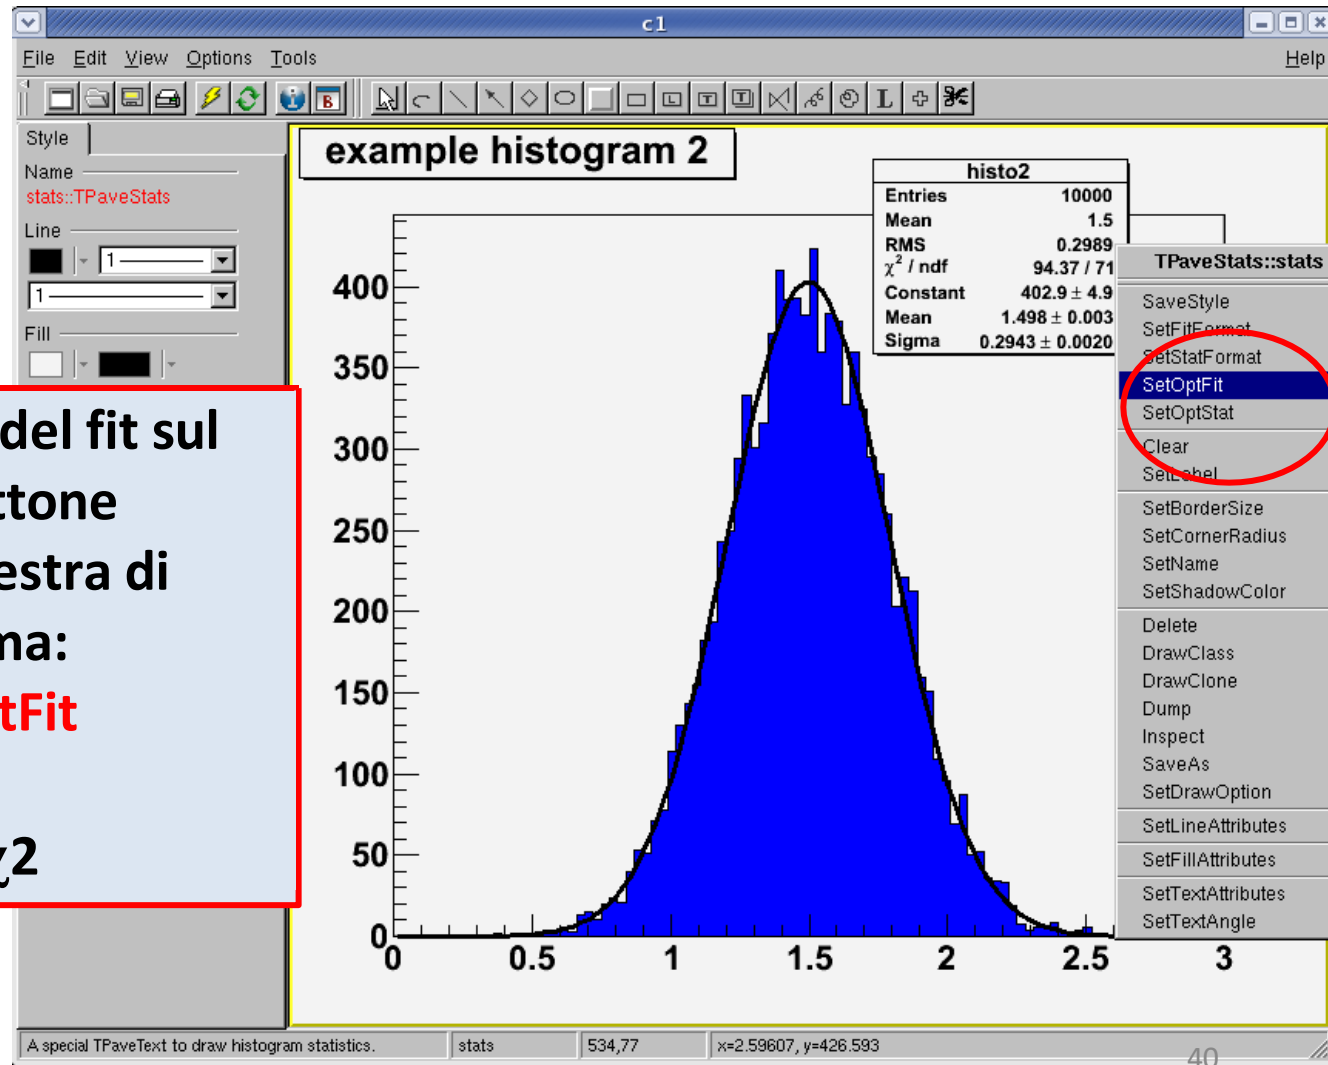 c1
File Edit View Options Tools Help
Style
Name
stats::TPaveStats
Line
1
1
Fill
del fit sul
ttone
estra di
ma:
tFit
χ2
example histogram 2
histo2
Entries 10000
Mean 1.5
RMS 0.2989
χ² / ndf 94.37 / 71
Constant 402.9 ± 4.9
Mean 1.498 ± 0.003
Sigma 0.2943 ± 0.0020
400
350
300
250
200
150
100
50
0
0 0.5 1 1.5 2 2.5 3
TPaveStats::stats
SaveStyle
SetFitFormat
SetStatFormat
SetOptFit
SetOptStat
Clear
SetLabel
SetBorderSize
SetCornerRadius
SetName
SetShadowColor
Delete
DrawClass
DrawClone
Dump
Inspect
SaveAs
SetDrawOption
SetLineAttributes
SetFillAttributes
SetTextAttributes
SetTextAngle
A special TPaveText to draw histogram statistics. stats 534,77 x=2.59607, y=426.593
40